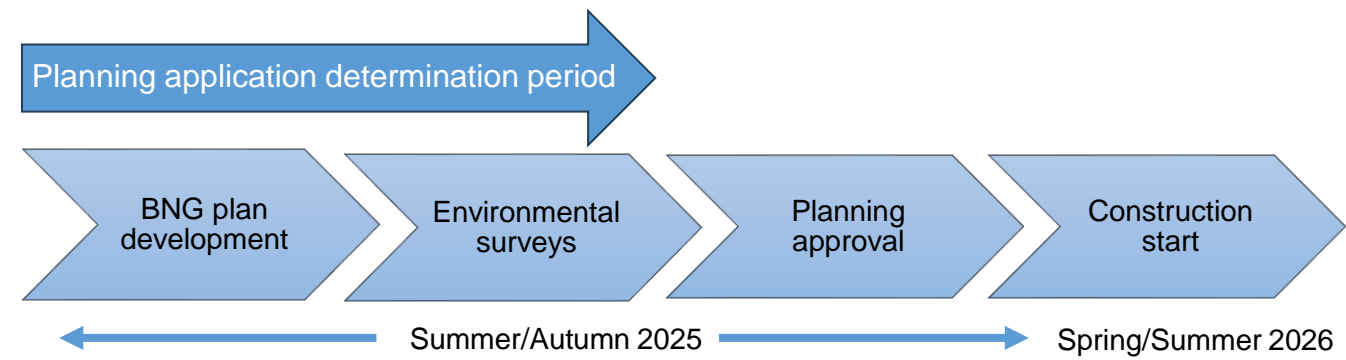 Planning application determination period
BNG plan
development
Environmental
surveys
Planning
approval
Construction
start
Summer/Autumn 2025
Spring/Summer 2026